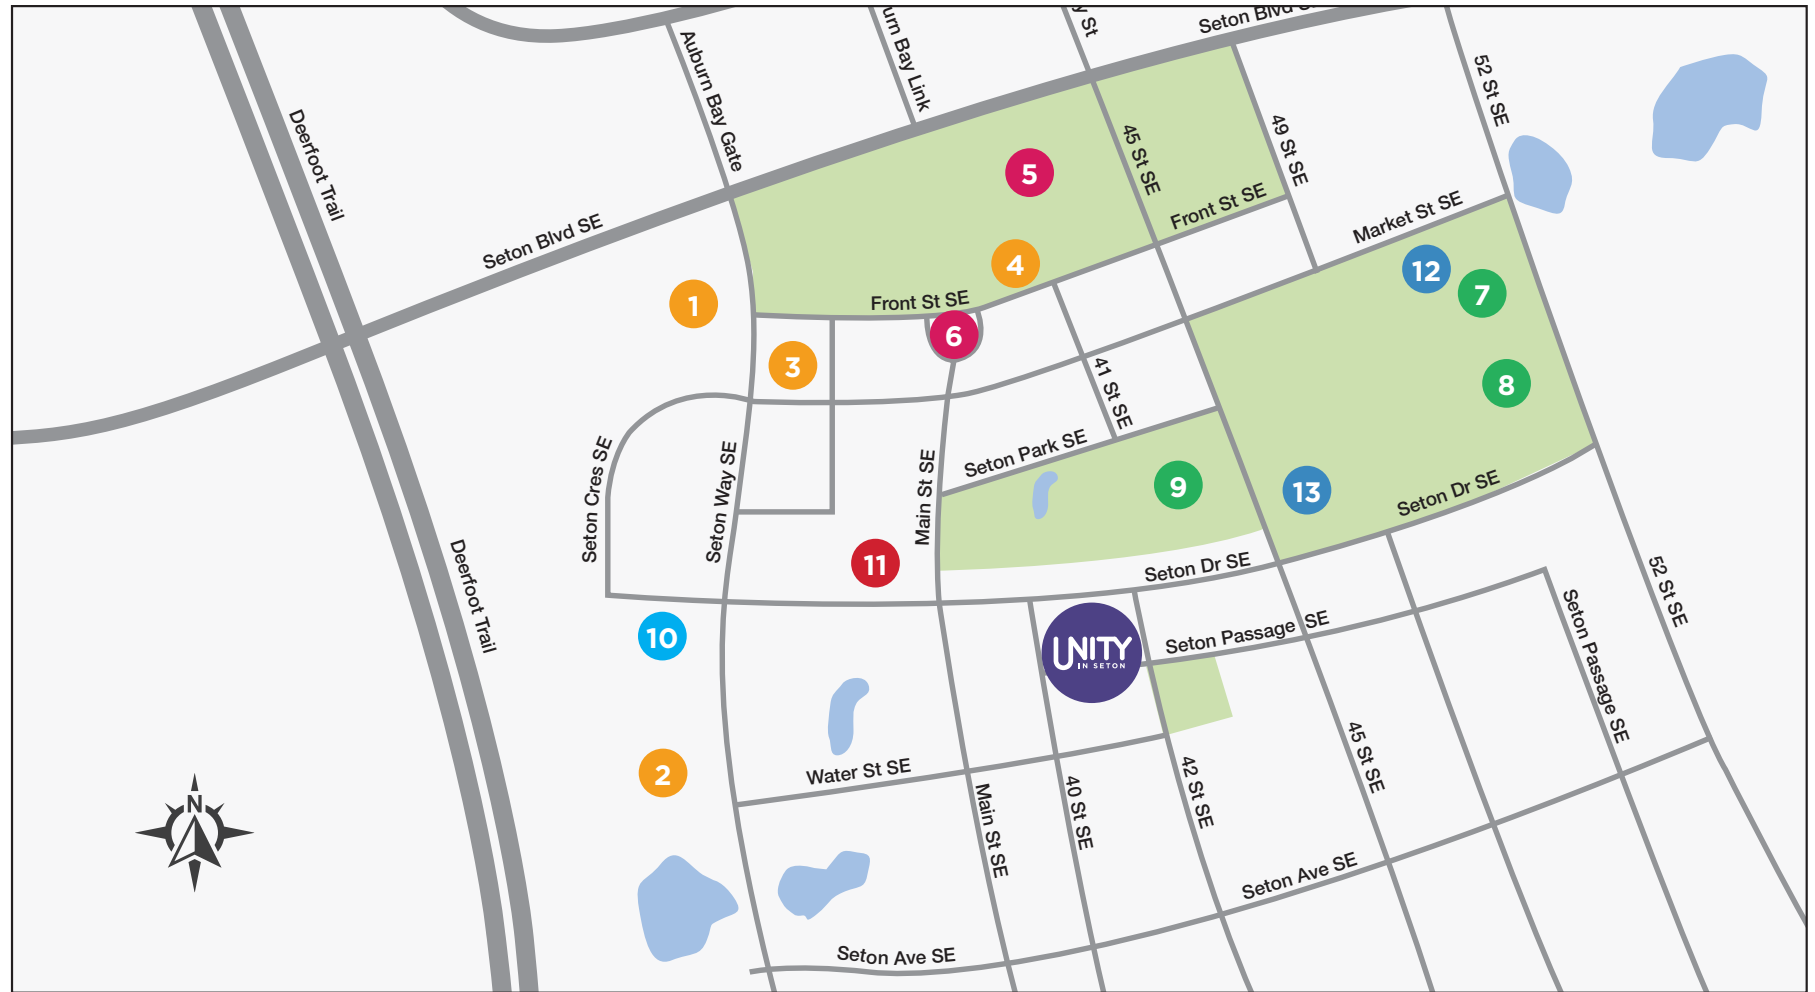 Seton Blvd S
y St
urn Bay Link
Auburn Bay Gate
52 St SE
Deerfoot Trail
49 St SE
45 St SE
5
Front St SE
Market St SE
Seton Blvd SE
4
12
7
1
Front St SE
6
3
41 St SE
8
Seton Park SE
Seton Cres SE
Seton Way SE
Main St SE
9
13
Seton Dr SE
11
Seton Dr SE
Deerfoot Trail
52 St SE
10
UNITY
IN SETON
Seton Passage SE
Seton Passage SE
2
Water St SE
45 St SE
42 St SE
40 St SE
Main St SE
N
Seton Ave SE
Seton Ave SE